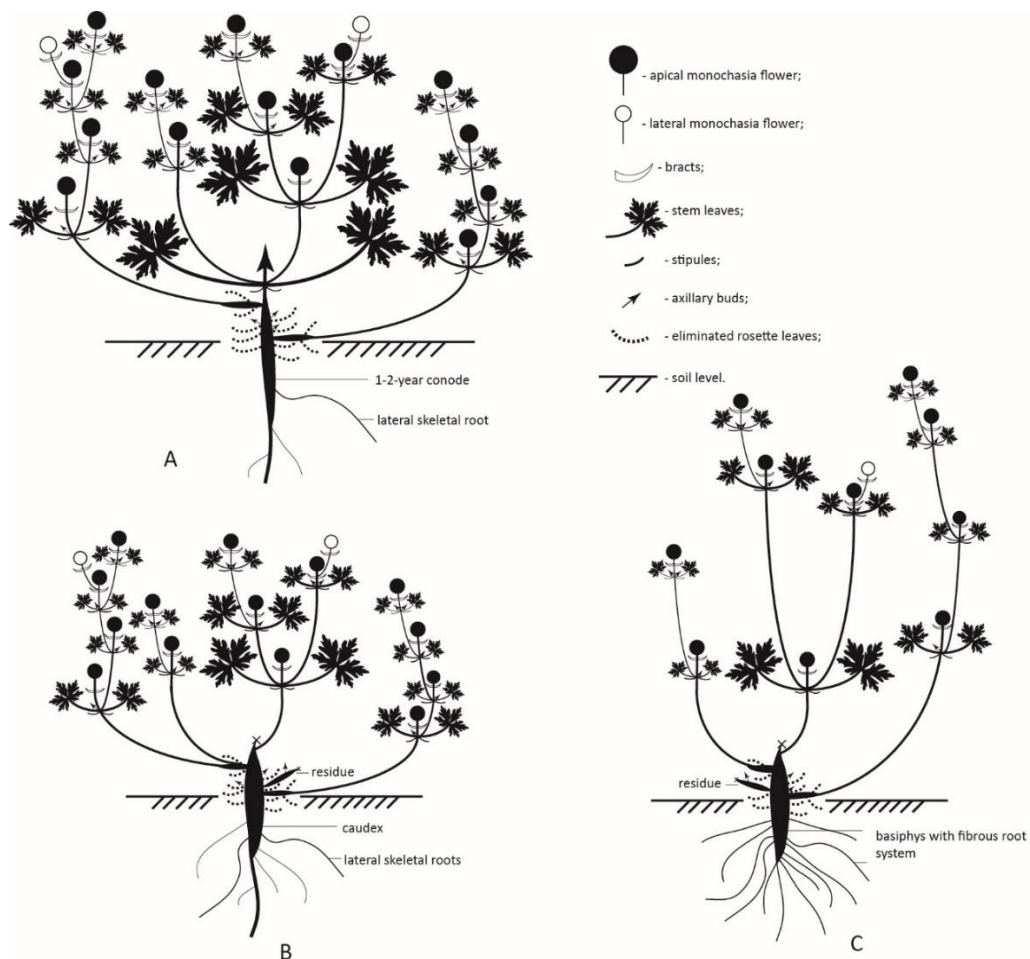 - apical monochasia flower;
- lateral monochasia flower;
- bracts;
- stem leaves;
- stipules;
- axillary buds;
- eliminated rosette leaves;
- soil level.
1-2-year conode
lateral skeletal root
A
residue
caudex
lateral skeletal roots
B
residue
basiphys with fibrous root
system
C